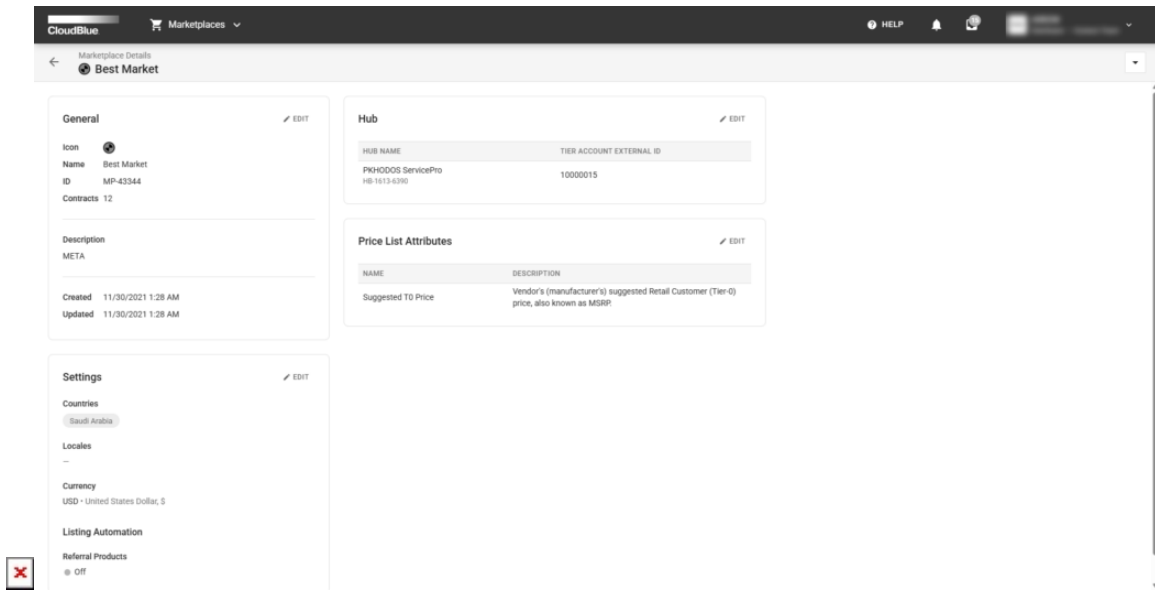 CloudBlue
Marketplaces
HELP
Marketplace Details
Best Market
General
EDIT
Icon
Name Best Market
ID MP-43344
Contracts 12
Description
META
Created 11/30/2021 1:28 AM
Updated 11/30/2021 1:28 AM
Hub
EDIT
HUB NAME TIER ACCOUNT EXTERNAL ID
PKHODOS ServicePro 10000015
HB-1613-6390
Price List Attributes
EDIT
NAME DESCRIPTION
Suggested T0 Price Vendor's (manufacturer's) suggested Retail Customer (Tier-0)
price, also known as MSRP.
Settings
EDIT
Countries
Saudi Arabia
Locales
—
Currency
USD • United States Dollar, $
Listing Automation
Referral Products
Off